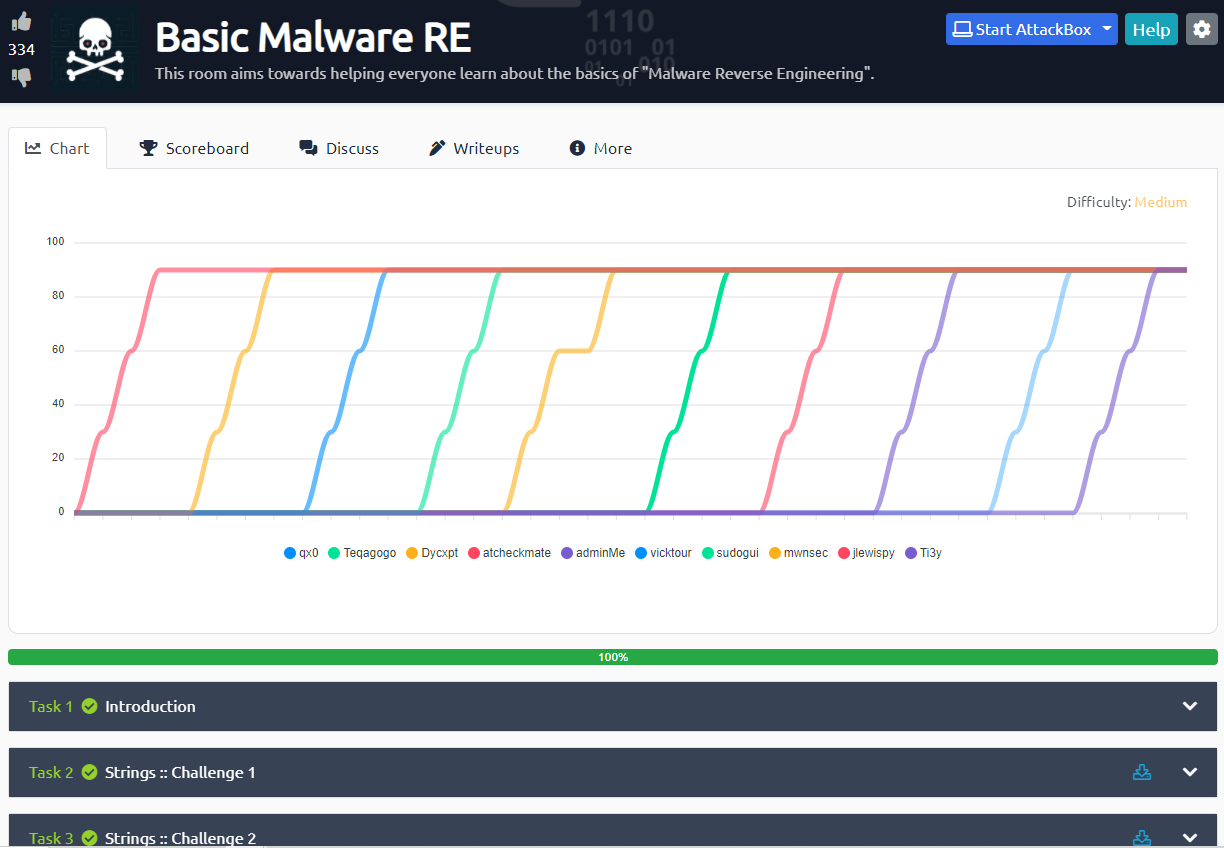 334
Basic Malware RE
This room aims towards helping everyone learn about the basics of "Malware Reverse Engineering".
1110
0101 01
01 010
01
Start AttackBox
Help
Chart
Scoreboard
Discuss
Writeups
More
Difficulty: Medium
100
80
60
40
20
0
qx0 Teqagogo Dycxpt atcheckmate adminMe vicktour sudogui mwnsec jlewispy Ti3y
100%
Task 1 Introduction
Task 2 Strings :: Challenge 1
Task 3 Strings :: Challenge 2